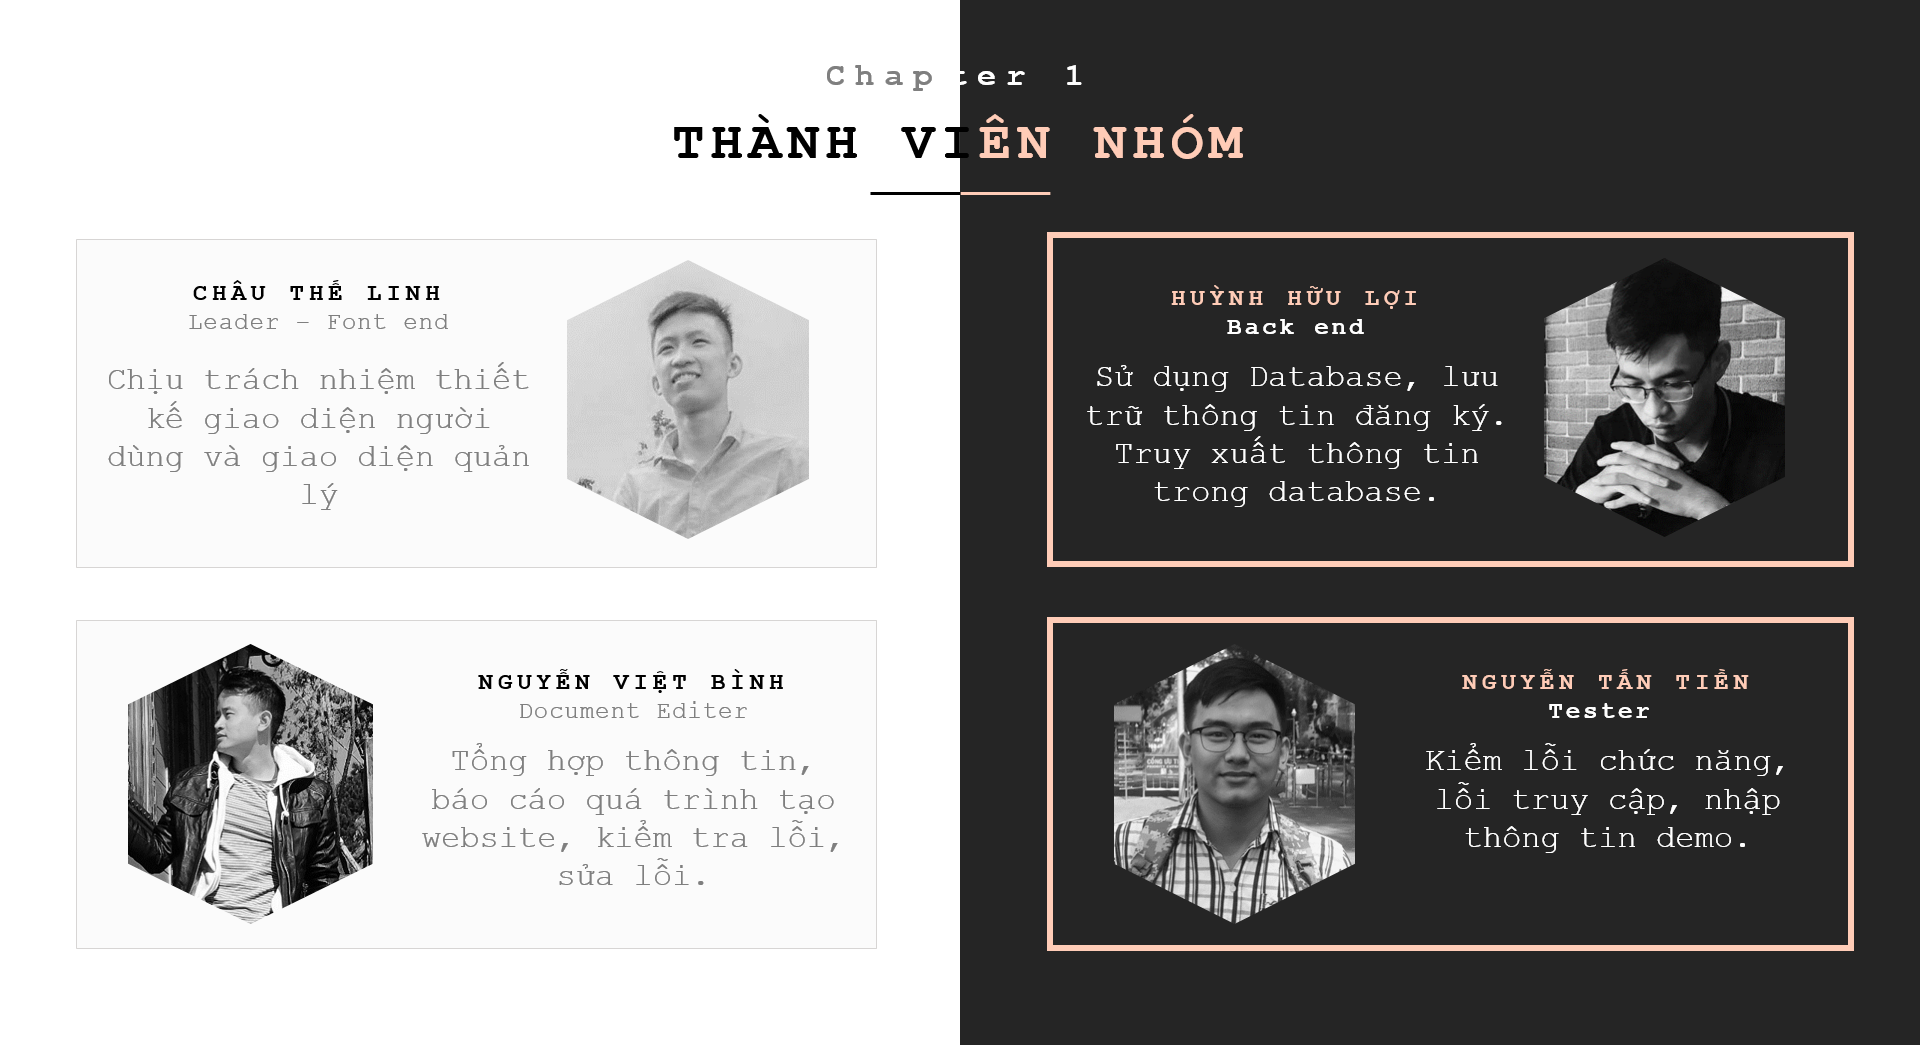 Chapter 1
THÀNH VIÊN NHÓM
CHÂU THẾ LINH
Leader – Font end
Chịu trách nhiệm thiết
kế giao diện người
dùng và giao diện quản
lý
HUỲNH HỮU LỢI
Back end
Sử dụng Database, lưu
trữ thông tin đăng ký.
Truy xuất thông tin
trong database.
NGUYỄN VIỆT BÌNH
Document Editer
Tổng hợp thông tin,
báo cáo quá trình tạo
website, kiểm tra lỗi,
sửa lỗi.
NGUYỄN TẤN TIỀN
Tester
Kiểm lỗi chức năng,
lỗi truy cập, nhập
thông tin demo.